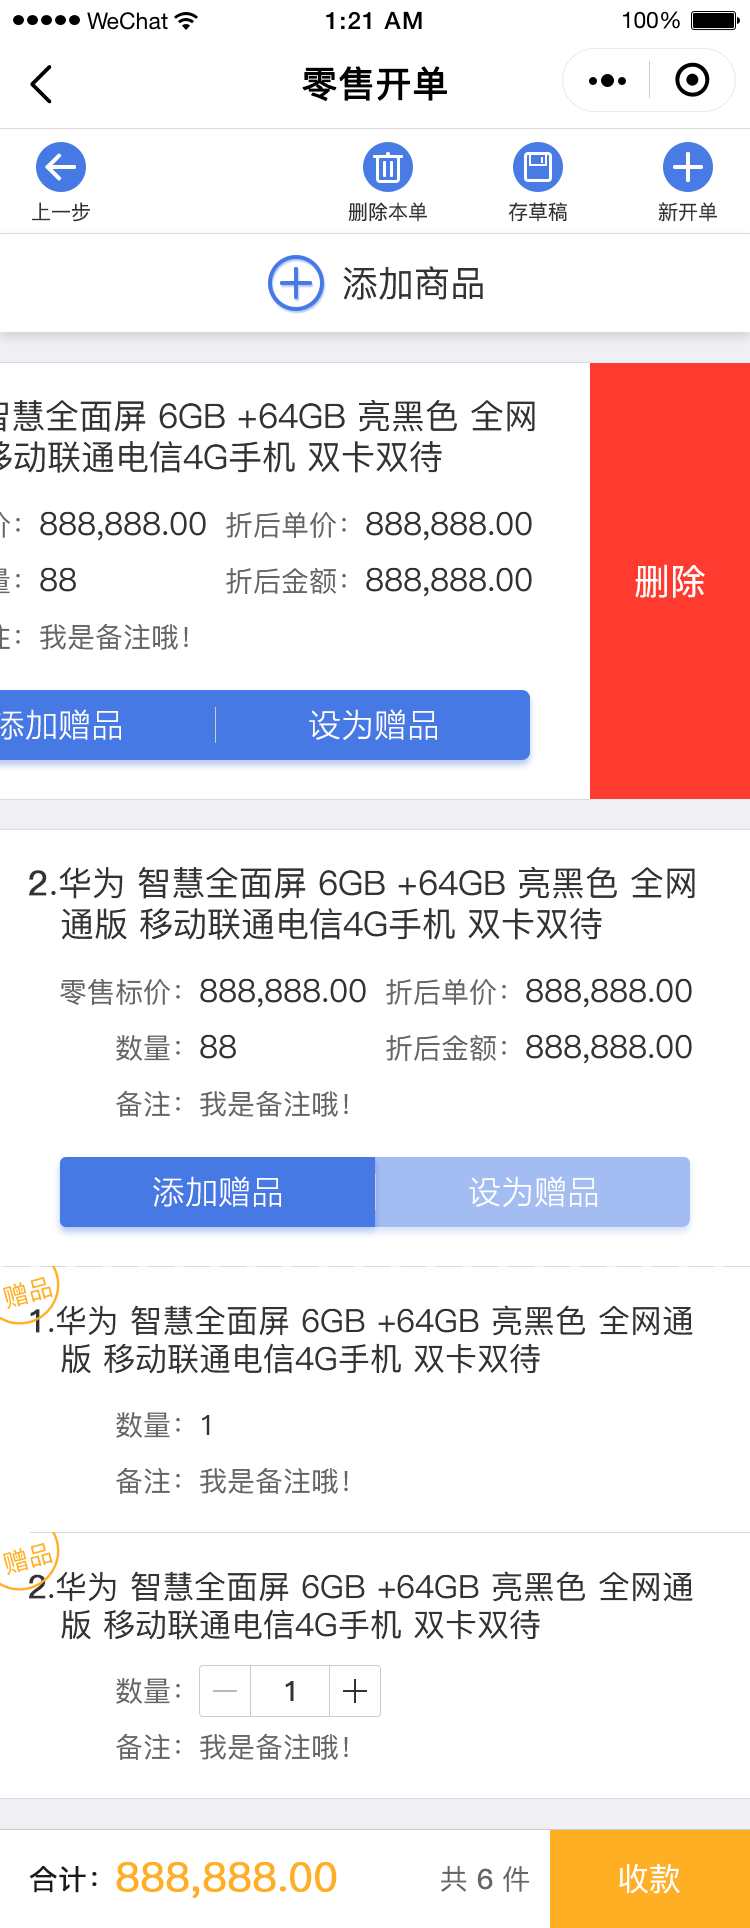 WeChat 1:21 AM 100%
零售开单
上一步 删除本单 存草稿 新开单
添加商品
智慧全面屏 6GB +64GB 亮黑色 全网
移动联通电信4G手机 双卡双待
价：888,888.00 折后单价：888,888.00
量：88 折后金额：888,888.00
注：我是备注哦！
删除
添加赠品 设为赠品
2.华为 智慧全面屏 6GB +64GB 亮黑色 全网
通版 移动联通电信4G手机 双卡双待
零售标价：888,888.00 折后单价：888,888.00
数量：88 折后金额：888,888.00
备注：我是备注哦！
添加赠品 设为赠品
赠品
1.华为 智慧全面屏 6GB +64GB 亮黑色 全网通
版 移动联通电信4G手机 双卡双待
数量：1
备注：我是备注哦！
赠品
2.华为 智慧全面屏 6GB +64GB 亮黑色 全网通
版 移动联通电信4G手机 双卡双待
数量：1
备注：我是备注哦！
合计：888,888.00 共 6 件 收款